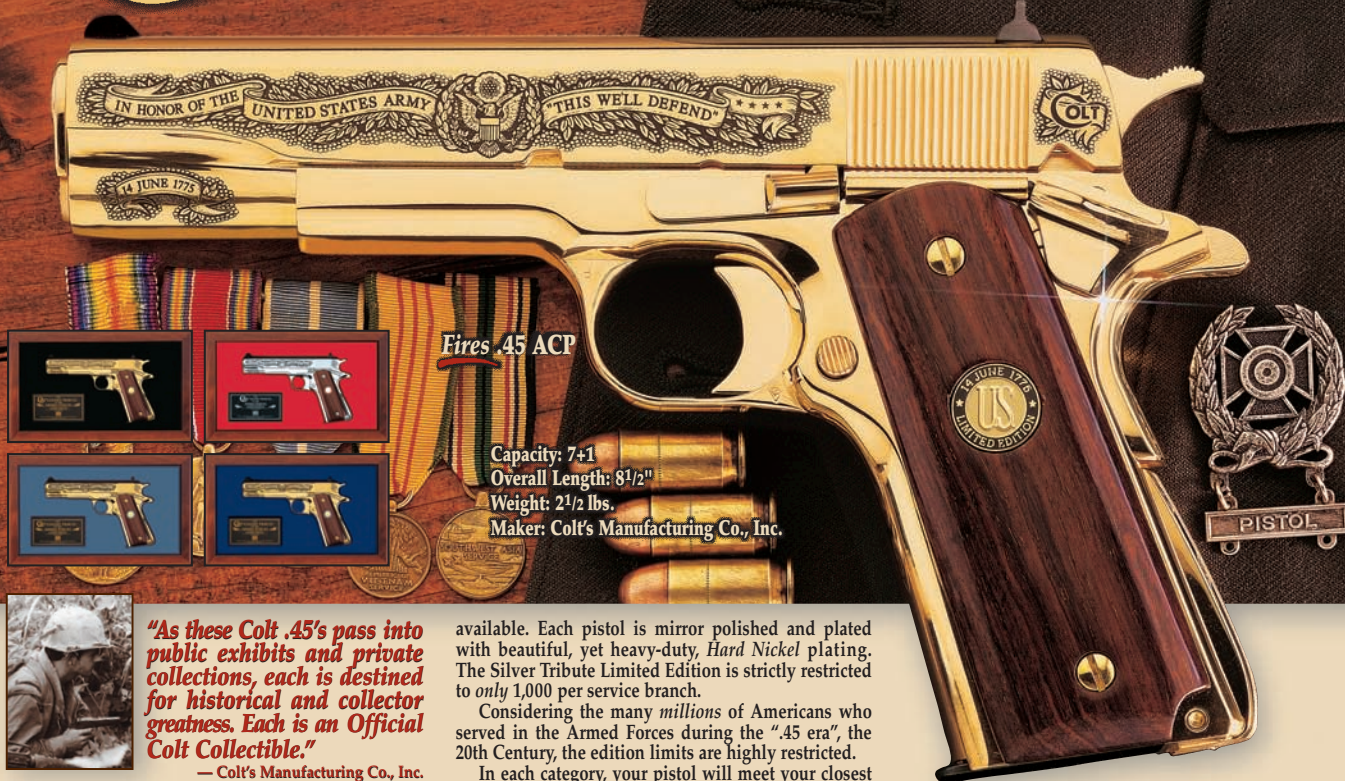 IN HONOR OF THE UNITED STATES ARMY "THIS WE'LL DEFEND"
COLT
14 JUNE 1775
Fires .45 ACP
14 JUNE 1776
US
LIMITED EDITION
Capacity: 7+1
Overall Length: 8 1/2"
Weight: 2 1/2 lbs.
Maker: Colt's Manufacturing Co., Inc.
PISTOL
VIETNAM
SERVICE
"As these Colt .45's pass into
public exhibits and private
collections, each is destined
for historical and collector
greatness. Each is an Official
Colt Collectible."
— Colt's Manufacturing Co., Inc.
available. Each pistol is mirror polished and plated
with beautiful, yet heavy-duty, Hard Nickel plating.
The Silver Tribute Limited Edition is strictly restricted
to only 1,000 per service branch.
Considering the many millions of Americans who
served in the Armed Forces during the ".45 era", the
20th Century, the edition limits are highly restricted.
In each category, your pistol will meet your closest